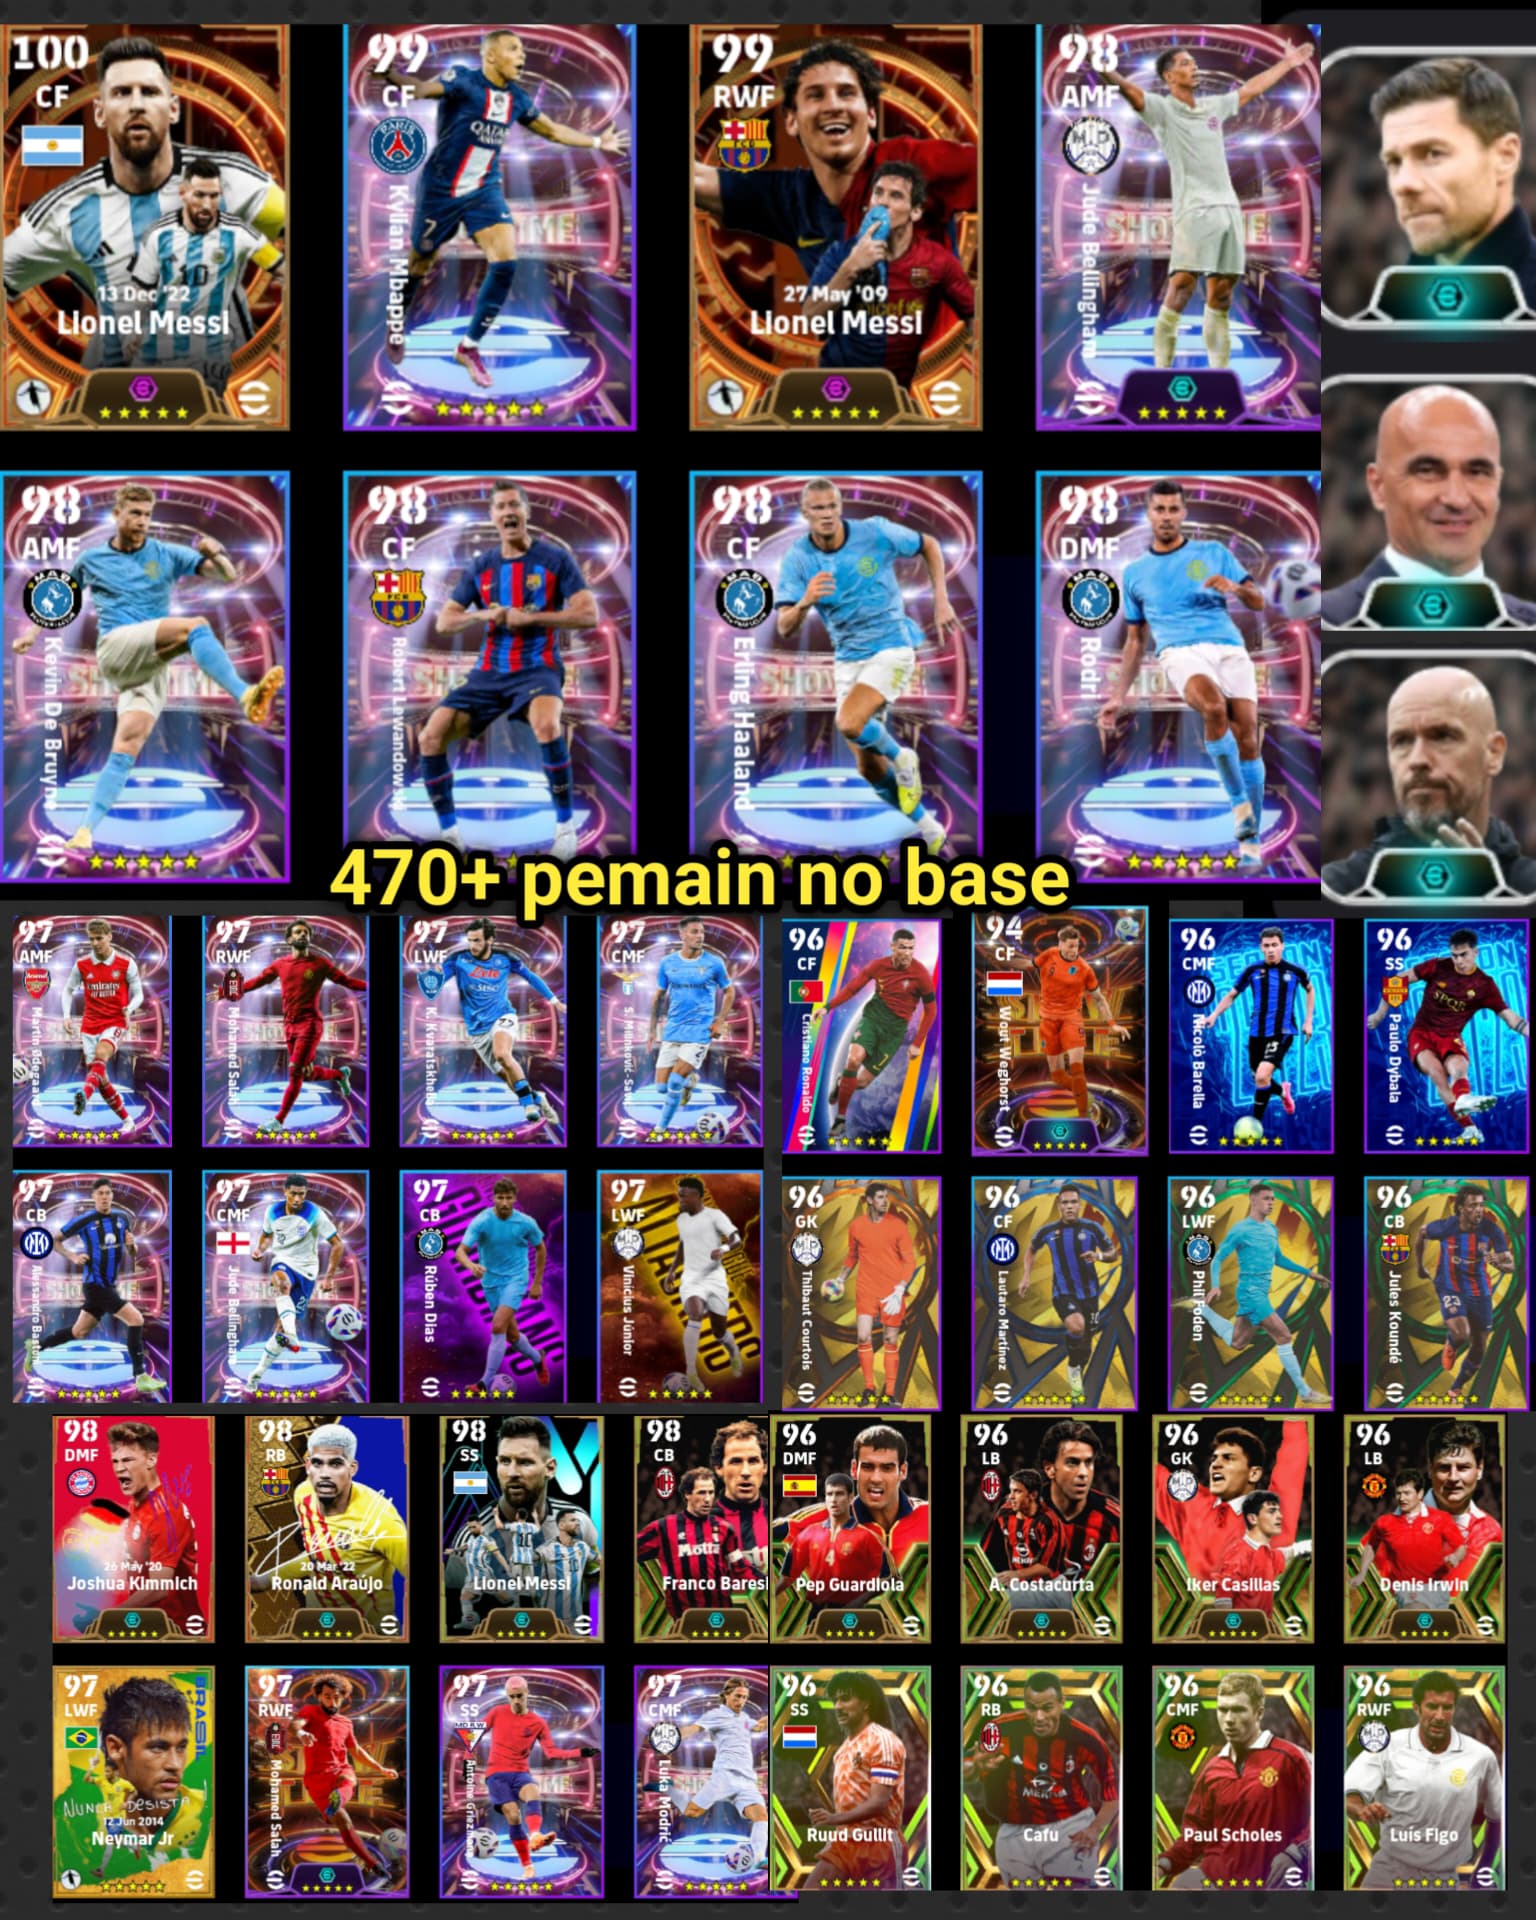 100
CF
13 Dec '22
Lionel Messi
99
CF
Kylian Mbappé
99
RWF
27 May '09
Lionel Messi
98
AMF
Jude Bellingham
98
AMF
Kevin De Bruyne
98
CF
Robert Lewandowski
98
CF
Erling Haaland
98
DMF
Rodri
470+ pemain no base
97
AMF
Martin Ødegaard
97
RWF
Mohamed Salah
97
LWF
K. Kvaratskhelia
97
CMF
S. Milinković-Savić
96
CF
Cristiano Ronaldo
94
CF
Wout Weghorst
96
CMF
Nicolò Barella
96
SS
Paulo Dybala
97
CB
Alessandro Bastoni
97
CMF
Jude Bellingham
97
CB
Rúben Dias
97
LWF
Vinícius Júnior
96
GK
Thibaut Courtois
96
CF
Lautaro Martínez
96
LWF
Phil Foden
96
CB
Jules Koundé
98
DMF
26 May '20
Joshua Kimmich
98
RB
20 Mar '22
Ronald Araújo
98
SS
Lionel Messi
98
CB
Franco Baresi
96
DMF
Pep Guardiola
96
LB
A. Costacurta
96
GK
Iker Casillas
96
LB
Denis Irwin
97
LWF
BRASIL
NUNCA DESISTA
12 Jun 2014
Neymar Jr
97
RWF
Mohamed Salah
97
SS
Antoine Griezmann
97
CMF
Luka Modrić
96
SS
Ruud Gullit
96
RB
Cafu
96
CMF
Paul Scholes
96
RWF
Luís Figo